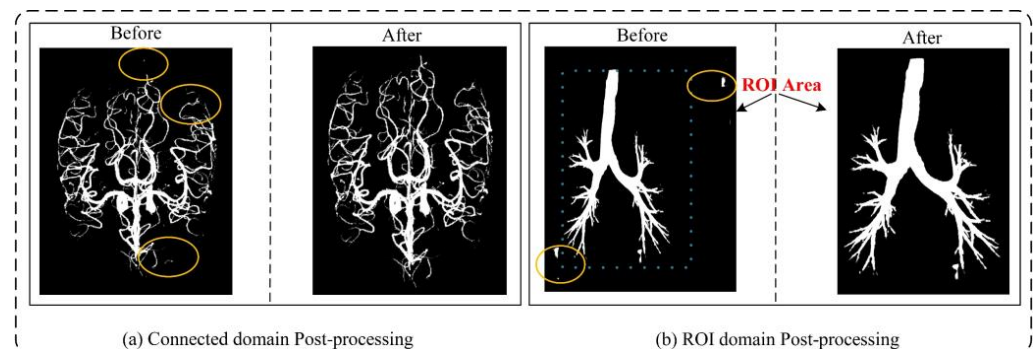 Before
After
Before
After
ROI Area
(a) Connected domain Post-processing
(b) ROI domain Post-processing